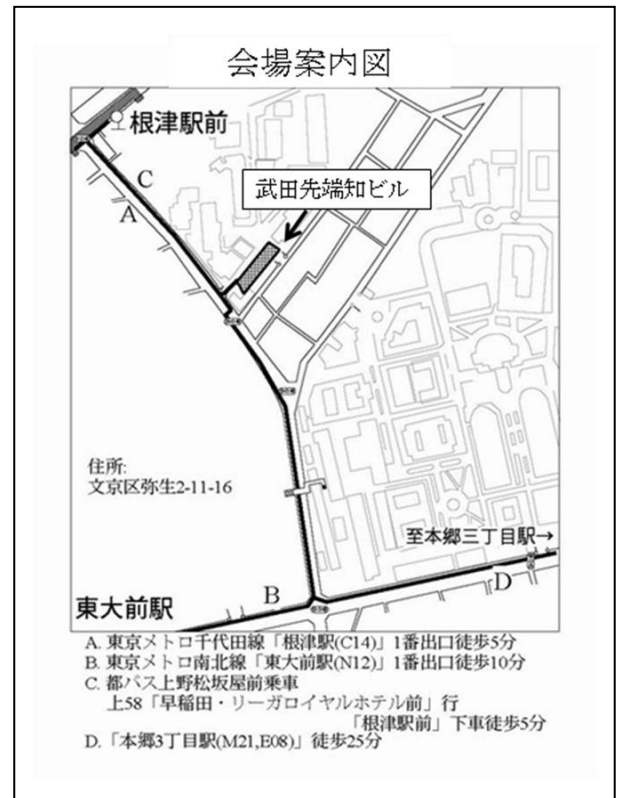 会場案内図
根津駅前
C
武田先端知ビル
A
住所:
文京区弥生2-11-16
至本郷三丁目駅→
D
B
東大前駅
A. 東京メトロ千代田線「根津駅(C14)」1番出口徒歩5分
B. 東京メトロ南北線「東大前駅(N12)」1番出口徒歩10分
C. 都バス上野松坂屋前乗車
上58「早稲田・リーガロイヤルホテル前」行
「根津駅前」下車徒歩5分
D.「本郷3丁目駅(M21,E08)」徒歩25分